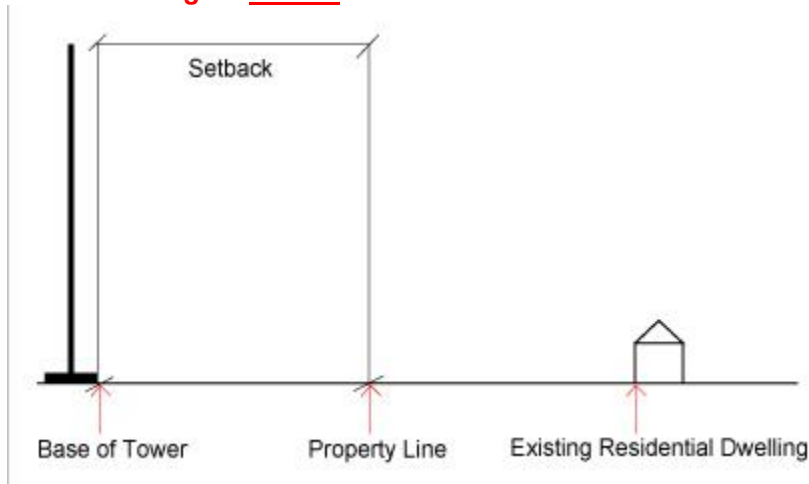 Setback
Base of Tower
Property Line
Existing Residential Dwelling